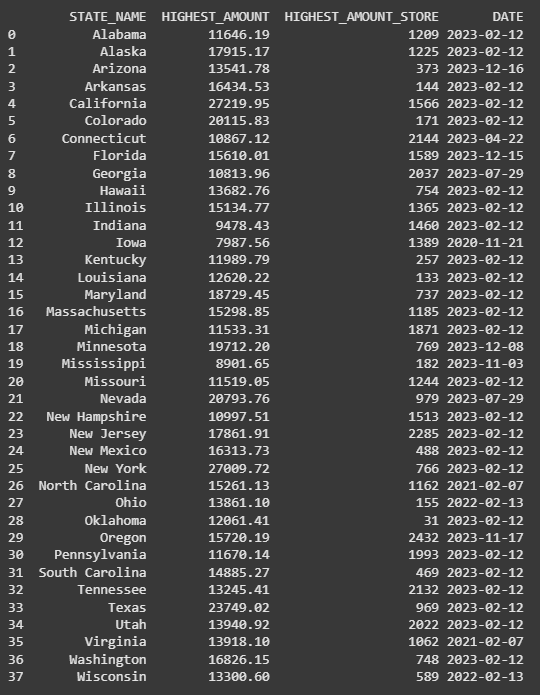 STATE_NAME HIGHEST_AMOUNT HIGHEST_AMOUNT_STORE DATE
0 Alabama 11646.19 1209 2023-02-12
1 Alaska 17915.17 1225 2023-02-12
2 Arizona 13541.78 373 2023-12-16
3 Arkansas 16434.53 144 2023-02-12
4 California 27219.95 1566 2023-02-12
5 Colorado 20115.83 171 2023-02-12
6 Connecticut 10867.12 2144 2023-04-22
7 Florida 15610.01 1589 2023-12-15
8 Georgia 10813.96 2037 2023-07-29
9 Hawaii 13682.76 754 2023-02-12
10 Illinois 15134.77 1365 2023-02-12
11 Indiana 9478.43 1460 2023-02-12
12 Iowa 7987.56 1389 2020-11-21
13 Kentucky 11989.79 257 2023-02-12
14 Louisiana 12620.22 133 2023-02-12
15 Maryland 18729.45 737 2023-02-12
16 Massachusetts 15298.85 1185 2023-02-12
17 Michigan 11533.31 1871 2023-02-12
18 Minnesota 19712.20 769 2023-12-08
19 Mississippi 8901.65 182 2023-11-03
20 Missouri 11519.05 1244 2023-02-12
21 Nevada 20793.76 979 2023-07-29
22 New Hampshire 10997.51 1513 2023-02-12
23 New Jersey 17861.91 2285 2023-02-12
24 New Mexico 16313.73 488 2023-02-12
25 New York 27009.72 766 2023-02-12
26 North Carolina 15261.13 1162 2021-02-07
27 Ohio 13861.10 155 2022-02-13
28 Oklahoma 12061.41 31 2023-02-12
29 Oregon 15720.19 2432 2023-11-17
30 Pennsylvania 11670.14 1993 2023-02-12
31 South Carolina 14885.27 469 2023-02-12
32 Tennessee 13245.41 2132 2023-02-12
33 Texas 23749.02 969 2023-02-12
34 Utah 13940.92 2022 2023-02-12
35 Virginia 13918.10 1062 2021-02-07
36 Washington 16826.15 748 2023-02-12
37 Wisconsin 13300.60 589 2022-02-13